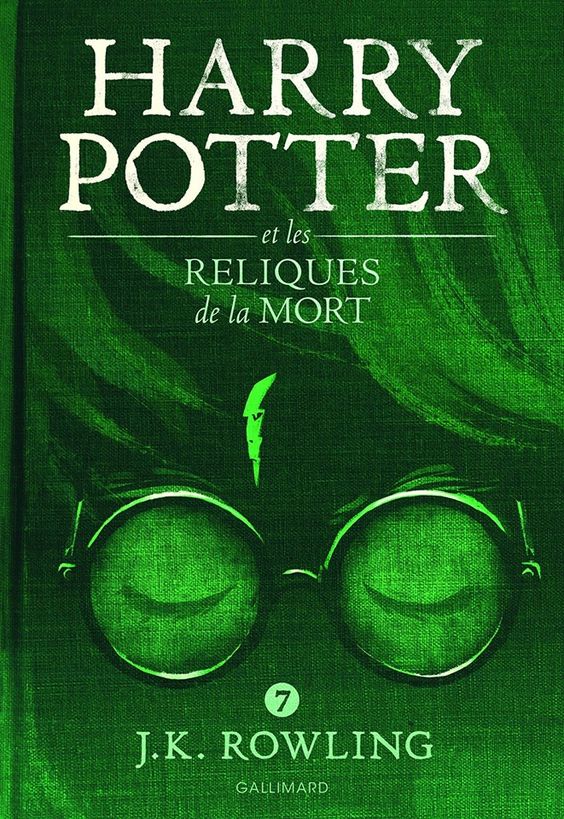 HARRY
POTTER
et les
RELIQUES
de la MORT
7
J.K. ROWLING
GALLIMARD